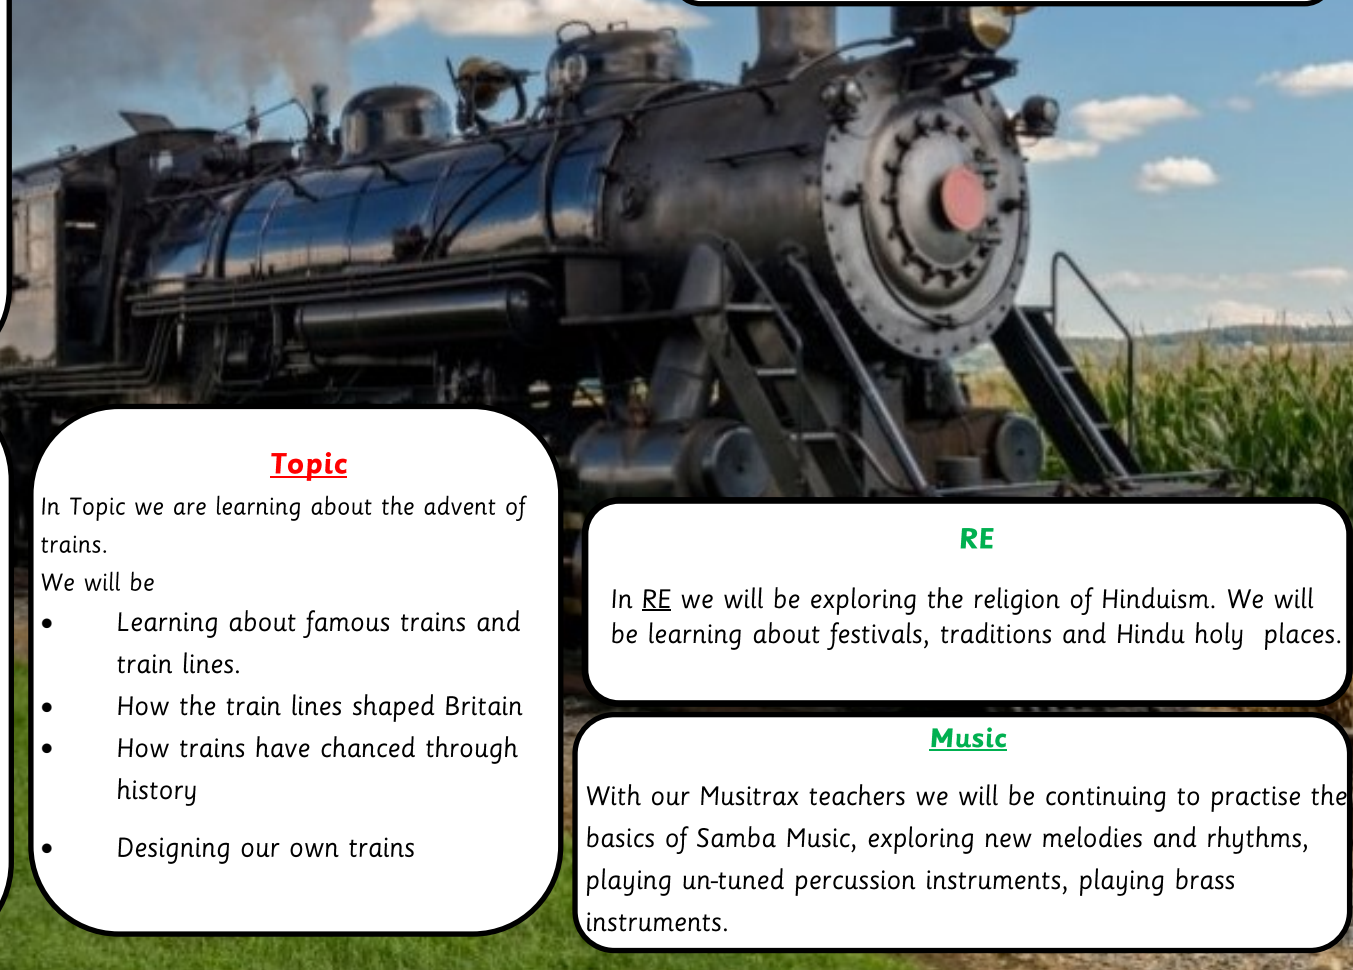 Topic
In Topic we are learning about the advent of
trains.
We will be
• Learning about famous trains and
train lines.
• How the train lines shaped Britain
• How trains have chanced through
history
• Designing our own trains
RE
In RE we will be exploring the religion of Hinduism. We will
be learning about festivals, traditions and Hindu holy places.
Music
With our Musitrax teachers we will be continuing to practise the
basics of Samba Music, exploring new melodies and rhythms,
playing un-tuned percussion instruments, playing brass
instruments.